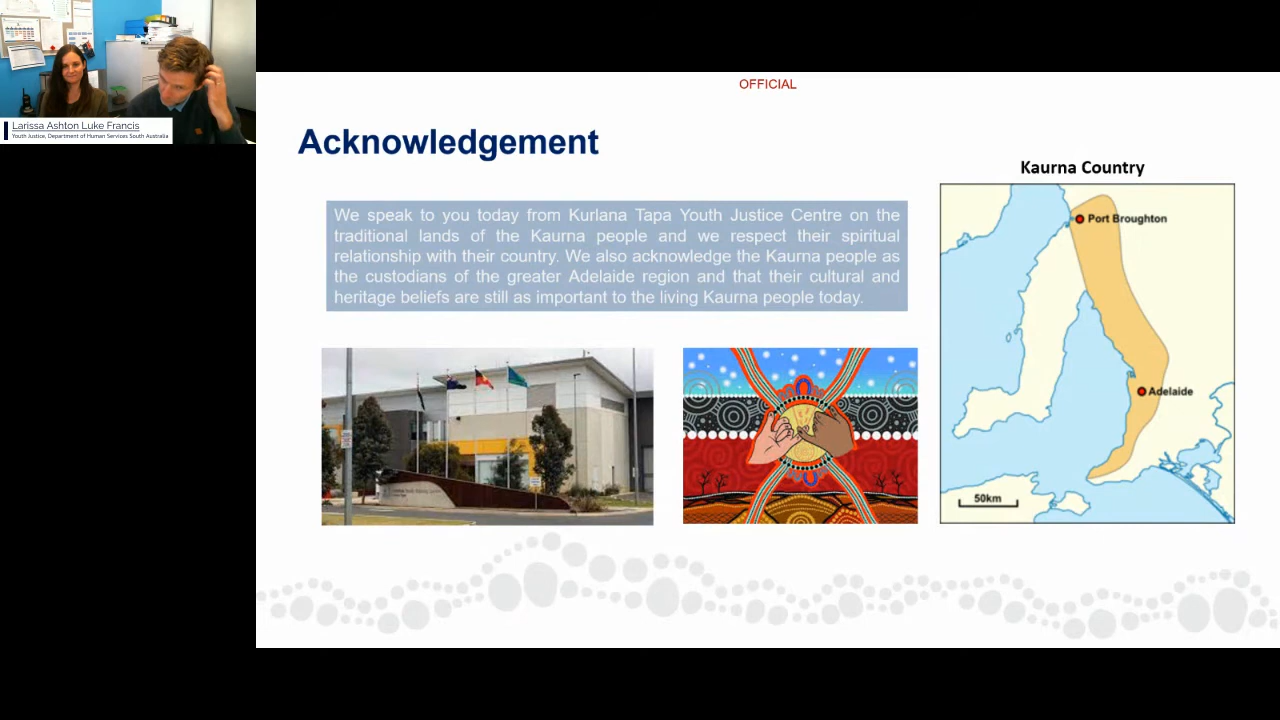 Larissa Ashton Luke Francis
Youth Justice, Department of Human Services South Australia
OFFICIAL
Acknowledgement
We speak to you today from Kurlana Tapa Youth Justice Centre on the
traditional lands of the Kaurna people and we respect their spiritual
relationship with their country. We also acknowledge the Kaurna people as
the custodians of the greater Adelaide region and that their cultural and
heritage beliefs are still as important to the living Kaurna people today.
Kaurna Country
Port Broughton
Adelaide
50km